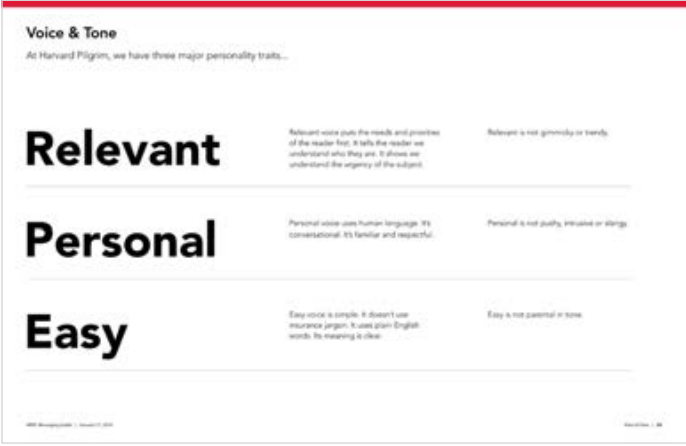 Voice & Tone
At Harvard Pilgrim, we have three major personality traits...
Relevant
Relevant voice puts the needs and priorities
of the reader first. It tells the reader we
understand who they are. It shows we
understand the urgency of the subject.
Relevant is not gimmicky or trendy.
Personal
Personal voice uses human language. It's
conversational. It's familiar and respectful.
Personal is not pushy, intrusive or slangy.
Easy
Easy voice is simple. It doesn't use
insurance jargon. It uses plain English
words. Its meaning is clear.
Easy is not parental in tone.